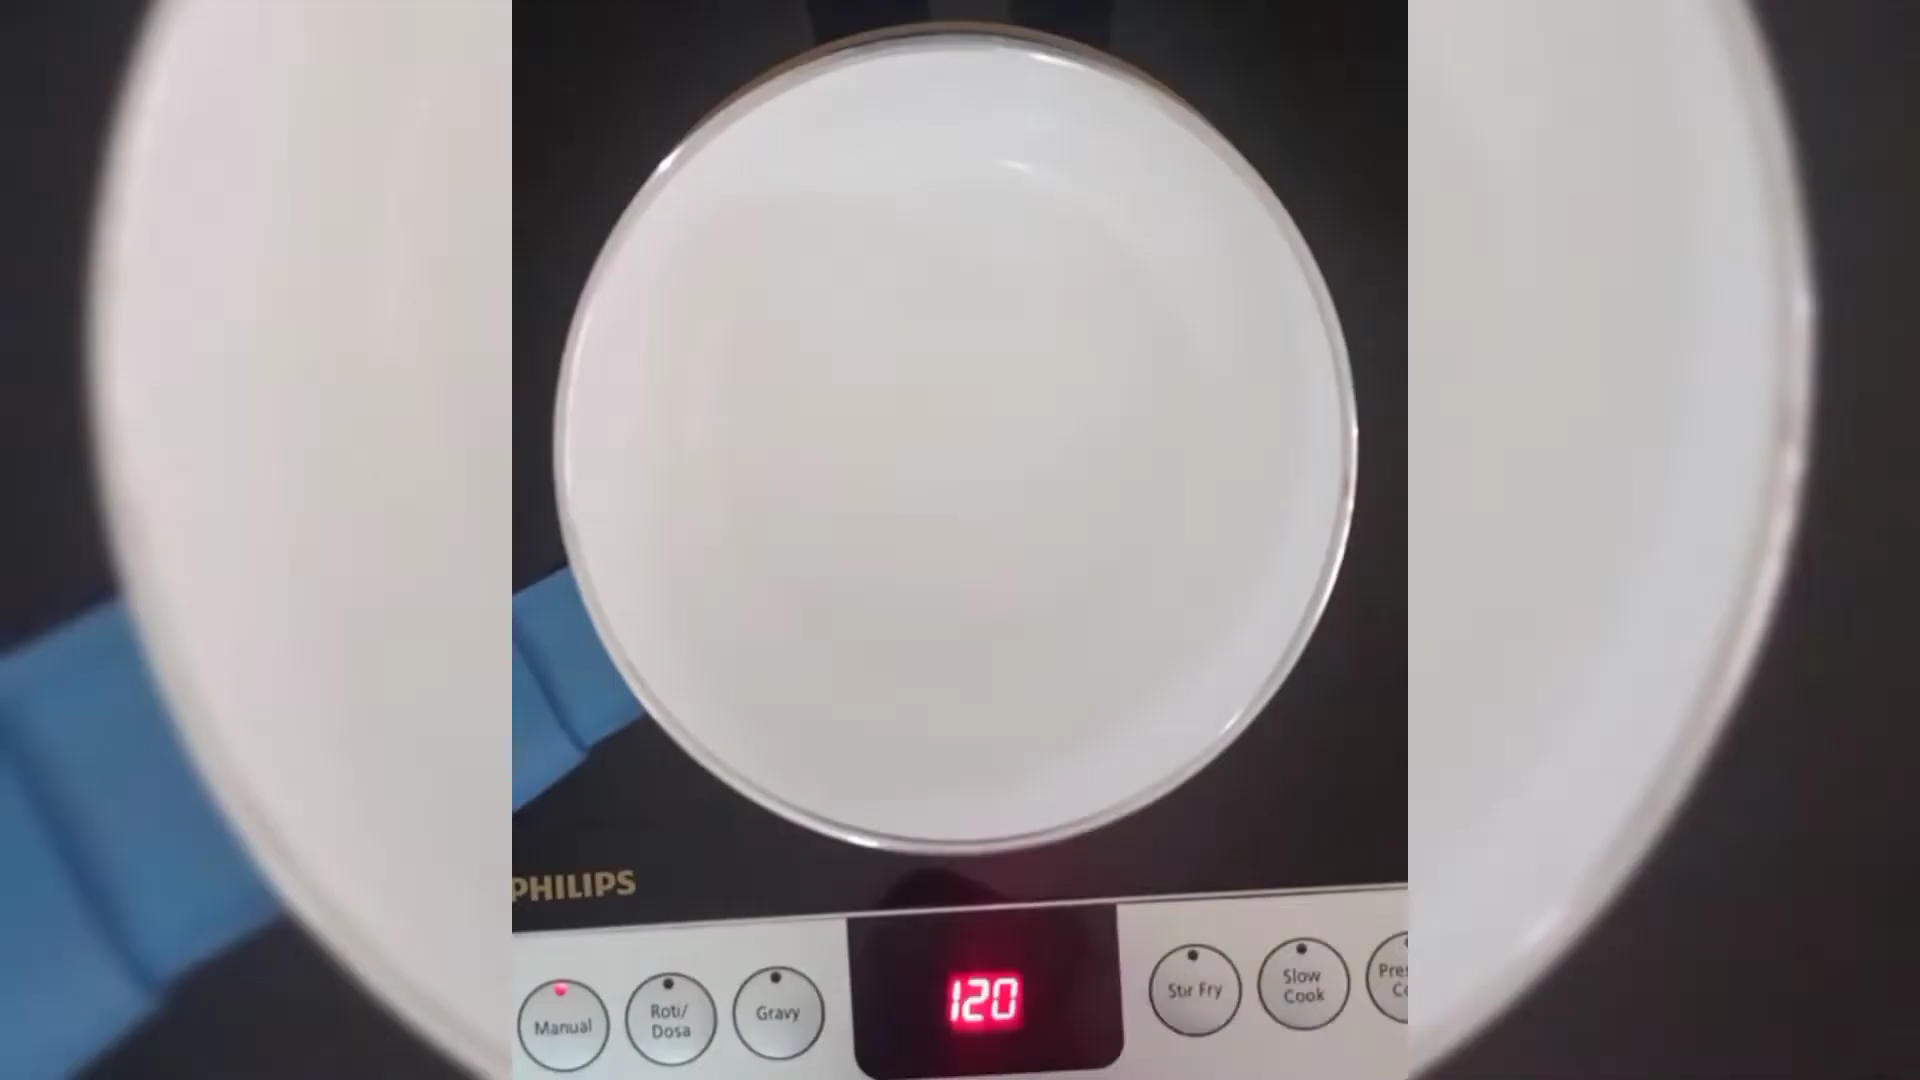 PHILIPS
Manual
Roti/
Dosa
Gravy
120
Stir Fry
Slow
Cook